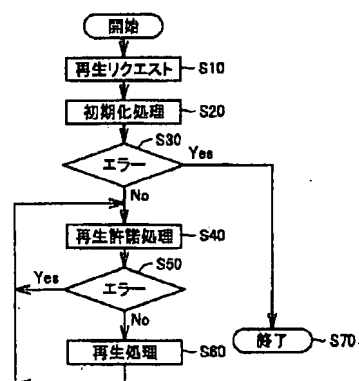 開始
再生リクエスト S10
初期化処理 S20
S30
エラー Yes
No
再生許諾処理 S40
S50
Yes エラー
No
終了 S70
再生処理 S60